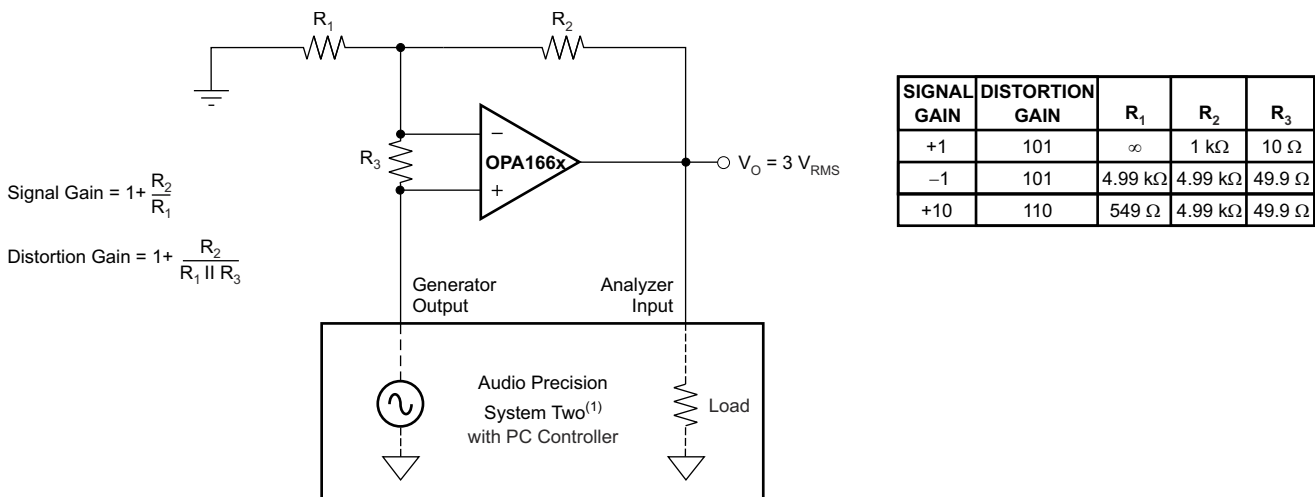 R1
R2
R3
−
+
OPA166x
VO = 3 VRMS
Signal Gain = 1+ R2/R1
Distortion Gain = 1+ R2/(R1 II R3)
Generator
Output
Analyzer
Input
Audio Precision
System Two(1)
with PC Controller
Load
SIGNAL GAIN DISTORTION GAIN R1 R2 R3
+1 101 ∞ 1 kΩ 10 Ω
−1 101 4.99 kΩ 4.99 kΩ 49.9 Ω
+10 110 549 Ω 4.99 kΩ 49.9 Ω